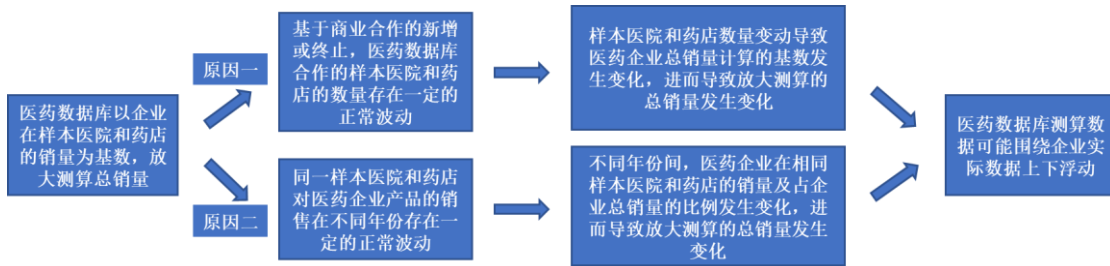 医药数据库以企业
在样本医院和药店
的销量为基数，放
大测算总销量
原因一
基于商业合作的新增
或终止，医药数据库
合作的样本医院和药
店的数量存在一定的
正常波动
样本医院和药店数量变动导致
医药企业总销量计算的基数发
生变化，进而导致放大测算的
总销量发生变化
原因二
同一样本医院和药店
对医药企业产品的销
售在不同年份存在一
定的正常波动
不同年份间，医药企业在相同
样本医院和药店的销量及占企
业总销量的比例发生变化，进
而导致放大测算的总销量发生
变化
医药数据库测算数
据可能围绕企业实
际数据上下浮动